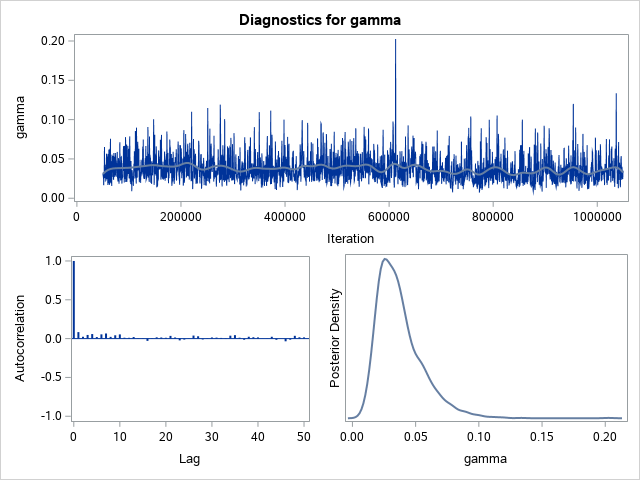 Diagnostics for gamma
gamma
0.20
0.15
0.10
0.05
0.00
0 200000 400000 600000 800000 1000000
Iteration
Autocorrelation
1.0
0.5
0.0
-0.5
-1.0
0 10 20 30 40 50
Lag
Posterior Density
0.00 0.05 0.10 0.15 0.20
gamma